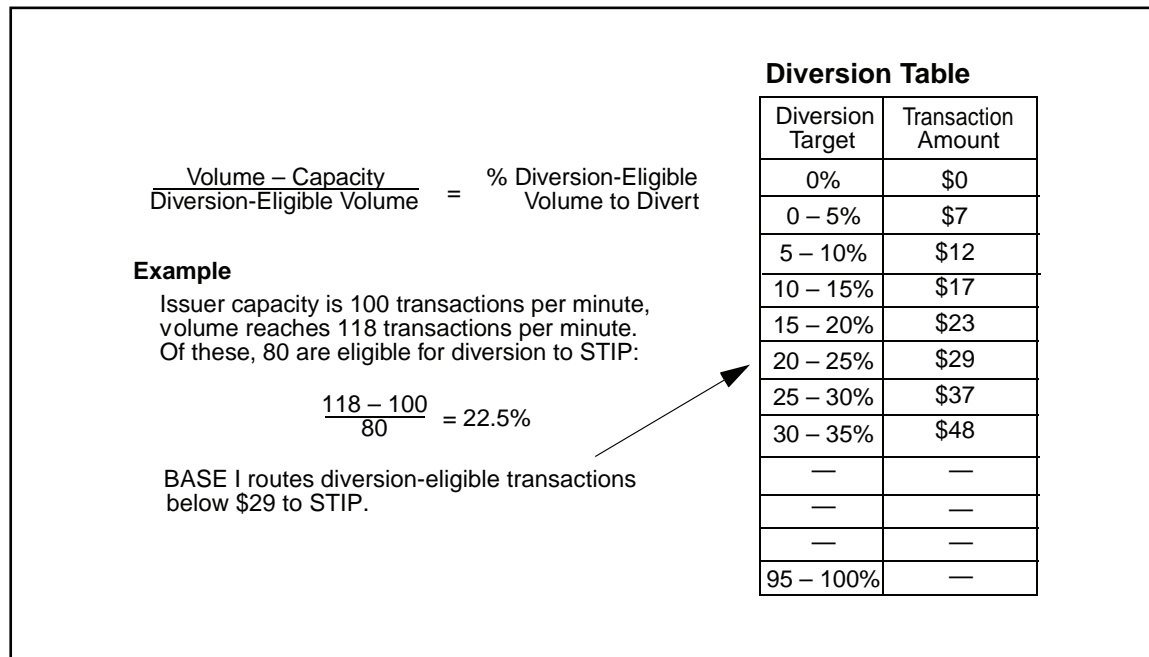 Volume – Capacity
Diversion-Eligible Volume
=
% Diversion-Eligible
Volume to Divert
Example
Issuer capacity is 100 transactions per minute,
volume reaches 118 transactions per minute.
Of these, 80 are eligible for diversion to STIP:
118 – 100
80
= 22.5%
BASE I routes diversion-eligible transactions
below $29 to STIP.
Diversion Table
Diversion Target Transaction Amount
0% $0
0 – 5% $7
5 – 10% $12
10 – 15% $17
15 – 20% $23
20 – 25% $29
25 – 30% $37
30 – 35% $48
— —
— —
— —
95 – 100% —